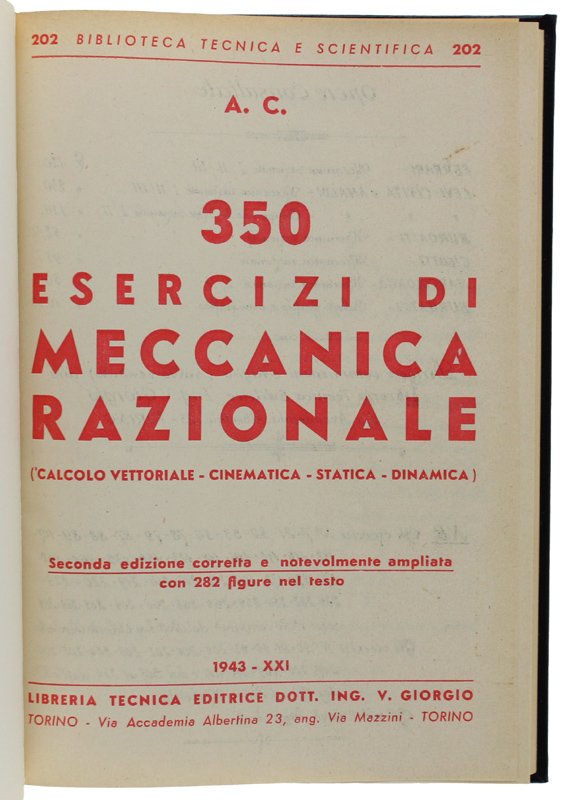 202 BIBLIOTECA TECNICA E SCIENTIFICA 202
A. C.
350
ESERCIZI DI
MECCANICA
RAZIONALE
(CALCOLO VETTORIALE - CINEMATICA - STATICA - DINAMICA)
Seconda edizione corretta e notevolmente ampliata
con 282 figure nel testo
1943 - XXI
LIBRERIA TECNICA EDITRICE DOTT. ING. V. GIORGIO
TORINO - Via Accademia Albertina 23, ang. Via Mazzini - TORINO